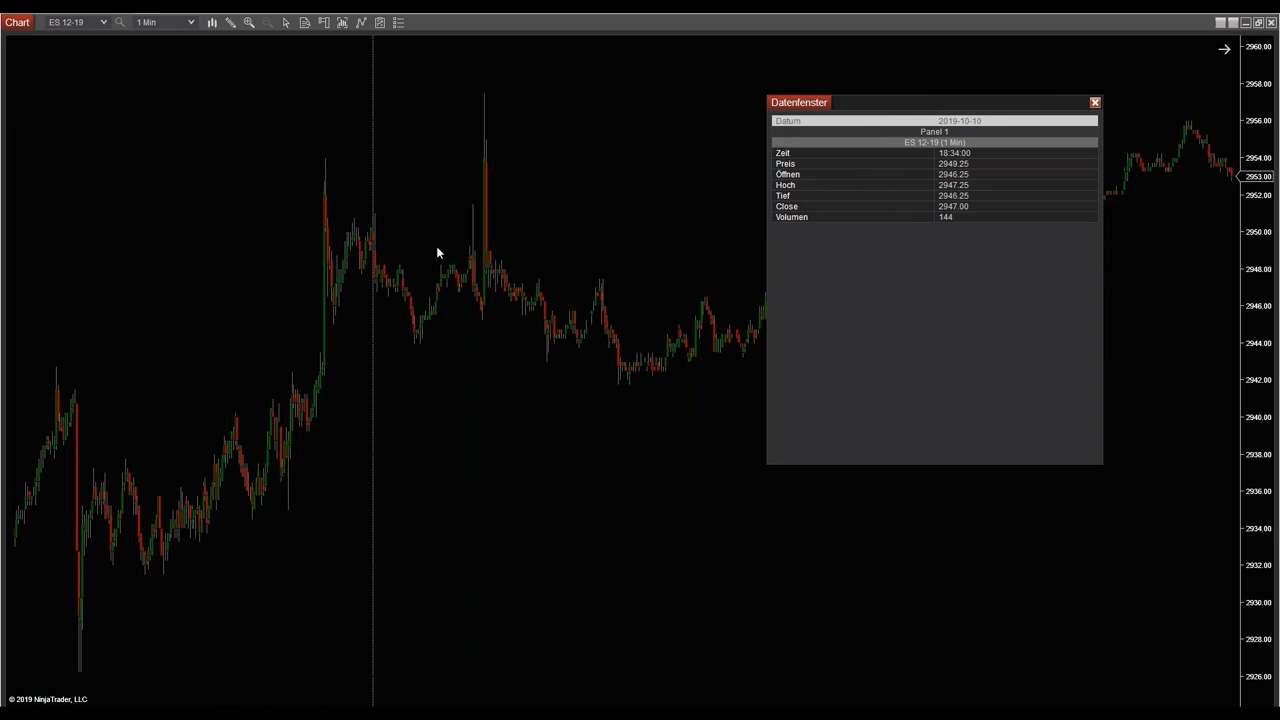 Chart ES 12-19 1 Min
2960.00
2958.00
2956.00
2954.00
2953.00
2952.00
2950.00
2948.00
2946.00
2944.00
2942.00
2940.00
2938.00
2936.00
2934.00
2932.00
2930.00
2928.00
2926.00
Datenfenster
Datum 2019-10-10
Panel 1
ES 12-19 (1 Min)
Zeit 18:34:00
Preis 2949.25
Öffnen 2946.25
Hoch 2947.25
Tief 2946.25
Close 2947.00
Volumen 144
© 2019 NinjaTrader, LLC